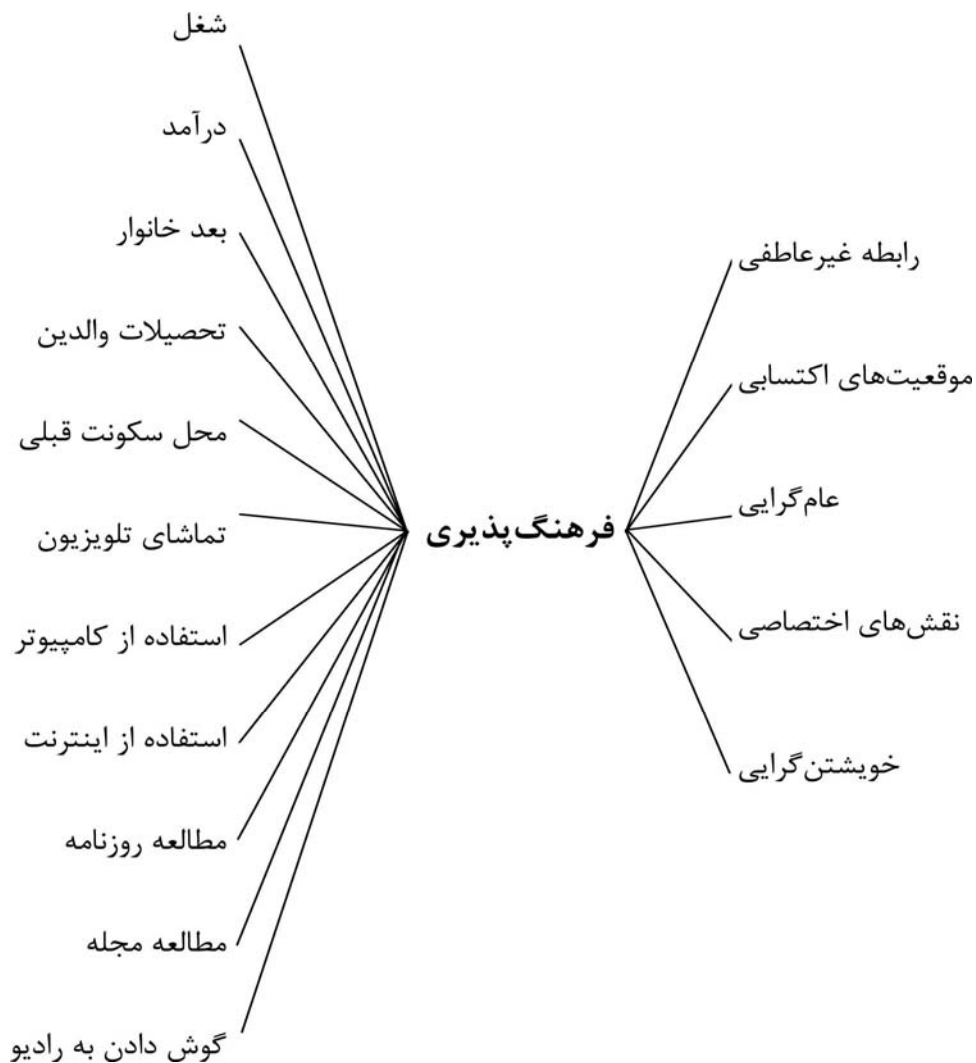 شغل
درآمد
بعد خانوار
تحصیلات والدین
محل سکونت قبلی
تماشای تلویزیون
استفاده از کامپیوتر
استفاده از اینترنت
مطالعه روزنامه
مطالعه مجله
گوش دادن به رادیو
فرهنگ‌پذیری
رابطه غیرعاطفی
موقعیت‌های اکتسابی
عام‌گرایی
نقش‌های اختصاصی
خویشتن‌گرایی